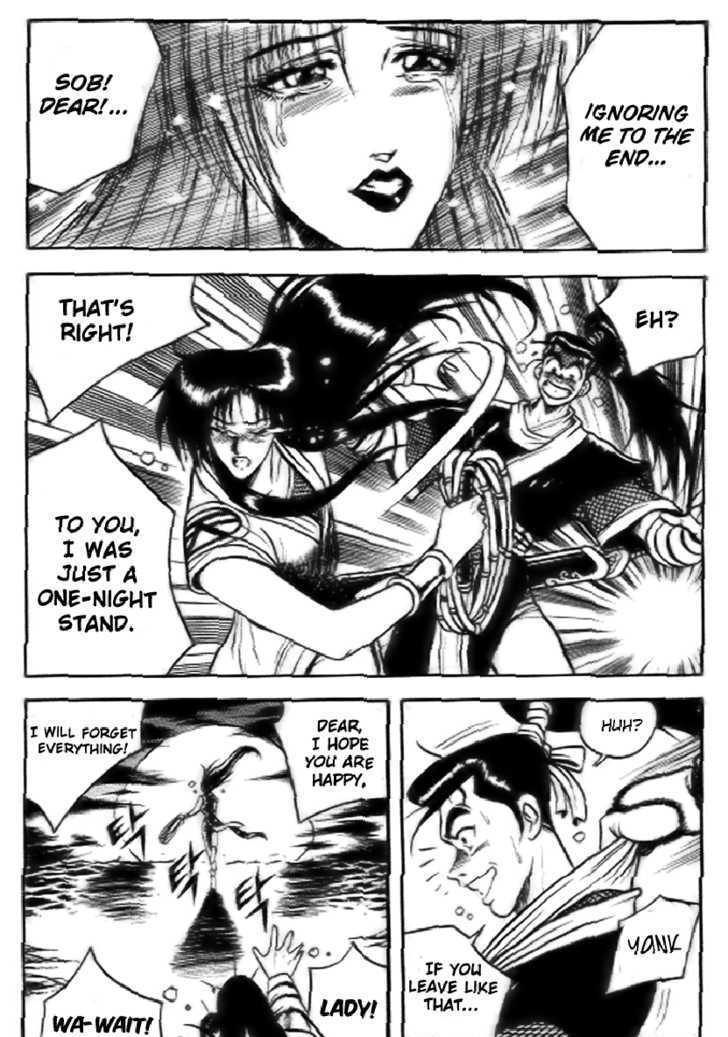 IGNORING
ME TO THE
END...
SOB!
DEAR!...
EH?
THAT'S
RIGHT!
TO YOU,
I WAS
JUST A
ONE-NIGHT
STAND.
HUH?
YANK
IF YOU
LEAVE LIKE
THAT...
DEAR,
I HOPE
YOU ARE
HAPPY.
I WILL FORGET
EVERYTHING!
LADY!
WA-WAIT!